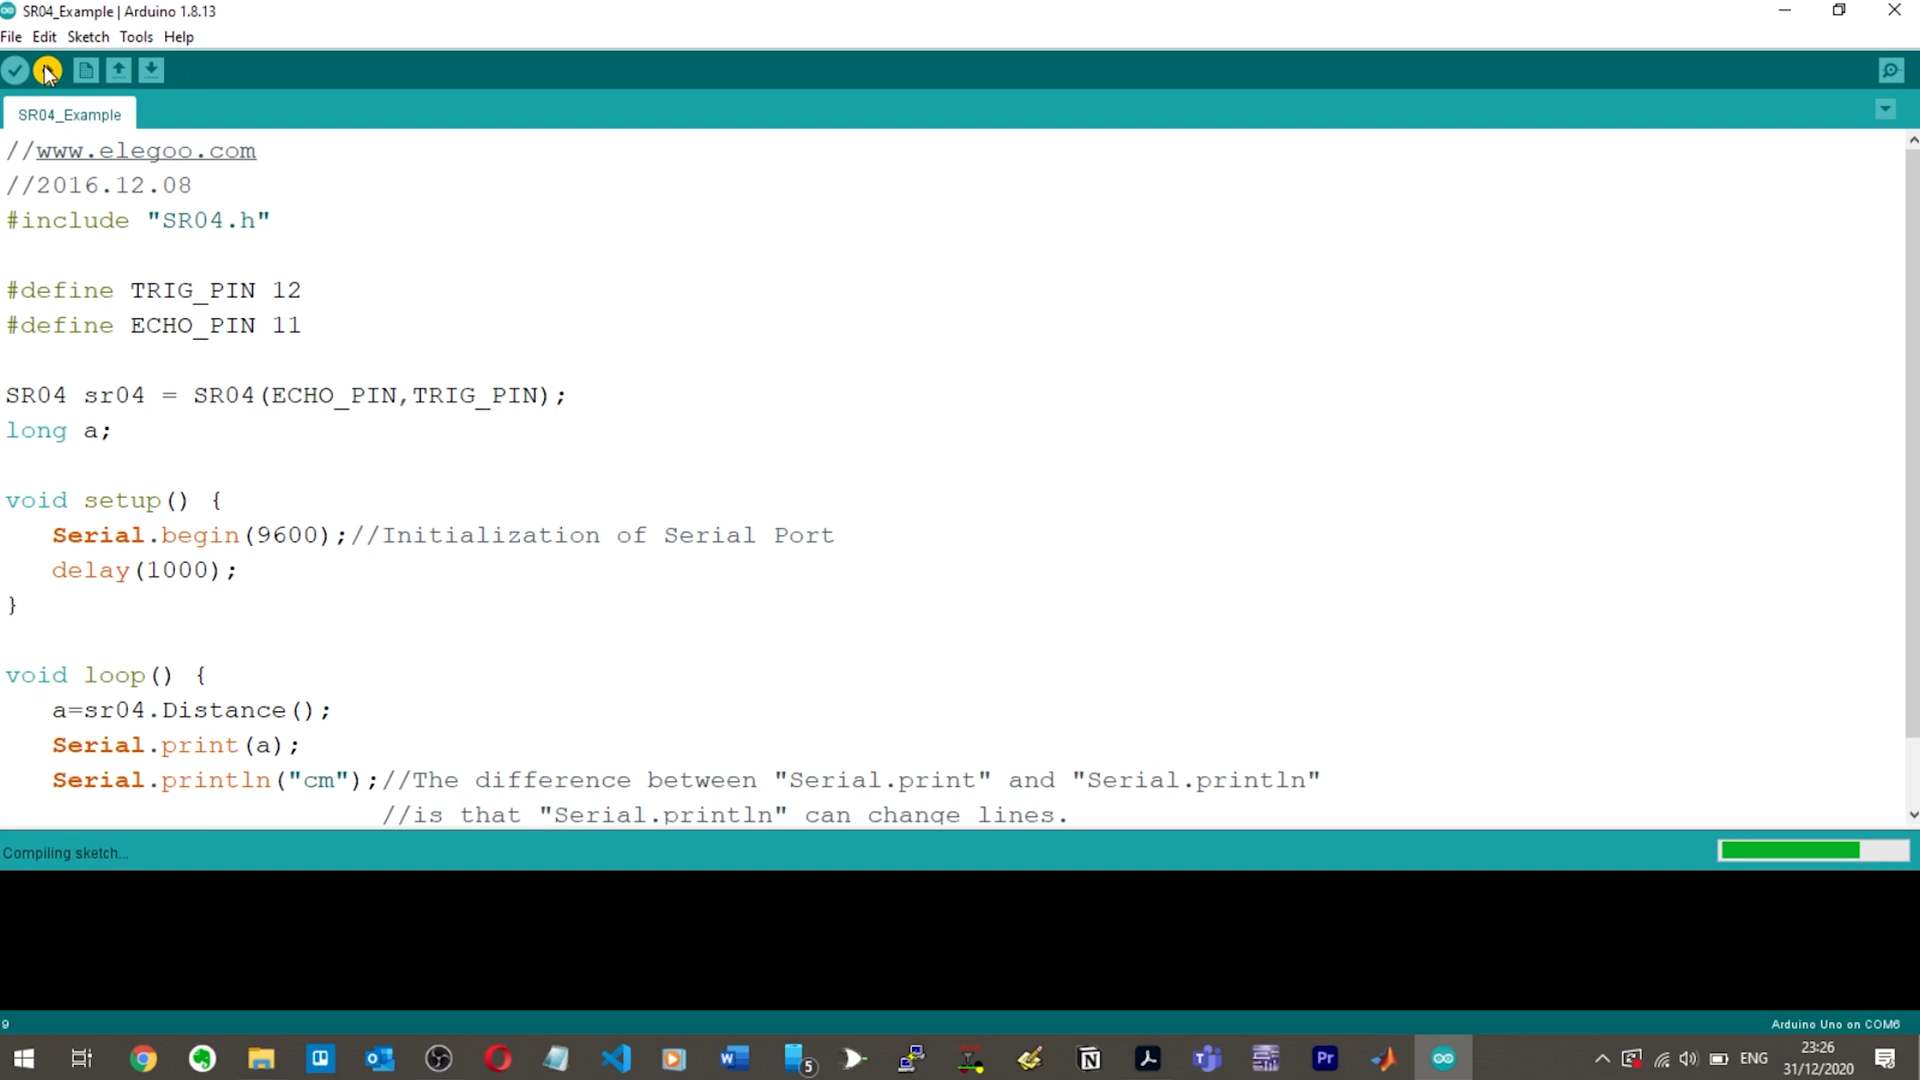 SR04_Example | Arduino 1.8.13
File Edit Sketch Tools Help
SR04_Example
//www.elegoo.com
//2016.12.08
#include "SR04.h"
#define TRIG_PIN 12
#define ECHO_PIN 11
SR04 sr04 = SR04(ECHO_PIN,TRIG_PIN);
long a;
void setup() {
Serial.begin(9600);//Initialization of Serial Port
delay(1000);
}
void loop() {
a=sr04.Distance();
Serial.print(a);
Serial.println("cm");//The difference between "Serial.print" and "Serial.println"
//is that "Serial.println" can change lines.
Compiling sketch...
9
Arduino Uno on COM6
5
ENG
23:26
31/12/2020